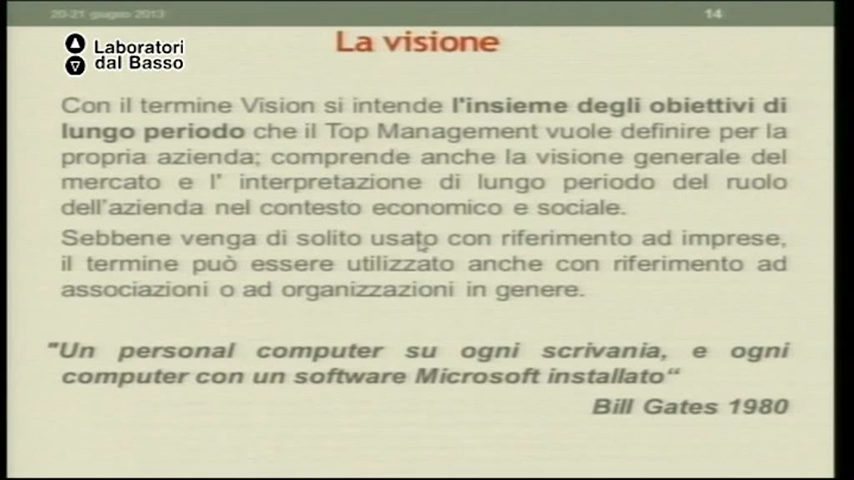 20-21 giugno 2013
14
Laboratori
dal Basso
La visione
Con il termine Vision si intende l'insieme degli obiettivi di
lungo periodo che il Top Management vuole definire per la
propria azienda; comprende anche la visione generale del
mercato e l' interpretazione di lungo periodo del ruolo
dell'azienda nel contesto economico e sociale.
Sebbene venga di solito usato con riferimento ad imprese,
il termine può essere utilizzato anche con riferimento ad
associazioni o ad organizzazioni in genere.
"Un personal computer su ogni scrivania, e ogni
computer con un software Microsoft installato“
Bill Gates 1980